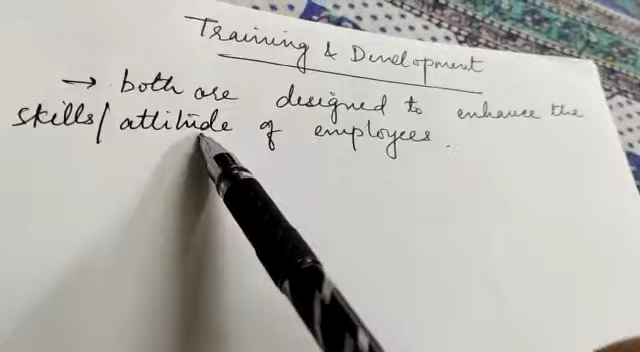 Training & Development
→ both are designed to enhance the
skills/attitude of employees.